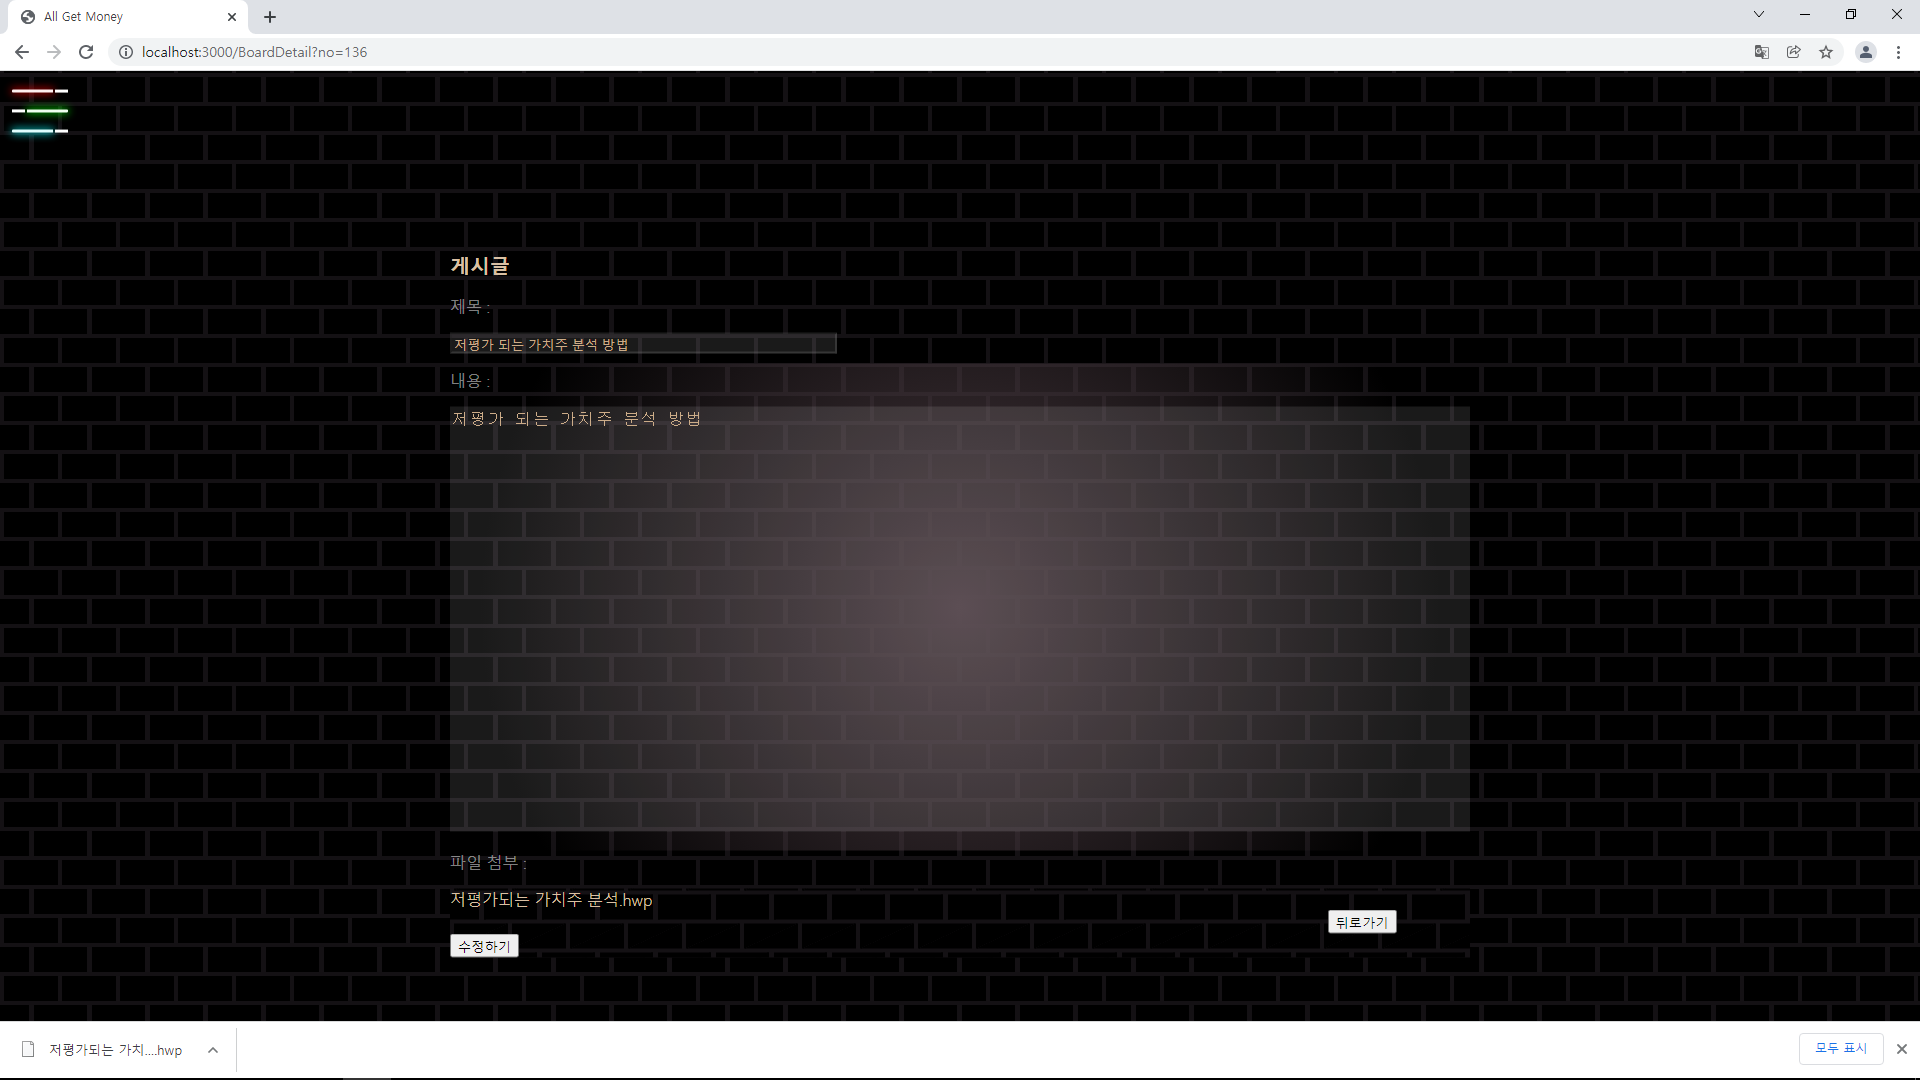 All Get Money
localhost:3000/BoardDetail?no=136
게시글
제목 :
저평가 되는 가치주 분석 방법
내용 :
저평가 되는 가치주 분석 방법
파일 첨부 :
저평가되는 가치주 분석.hwp
뒤로가기
수정하기
저평가되는 가치....hwp
모두 표시